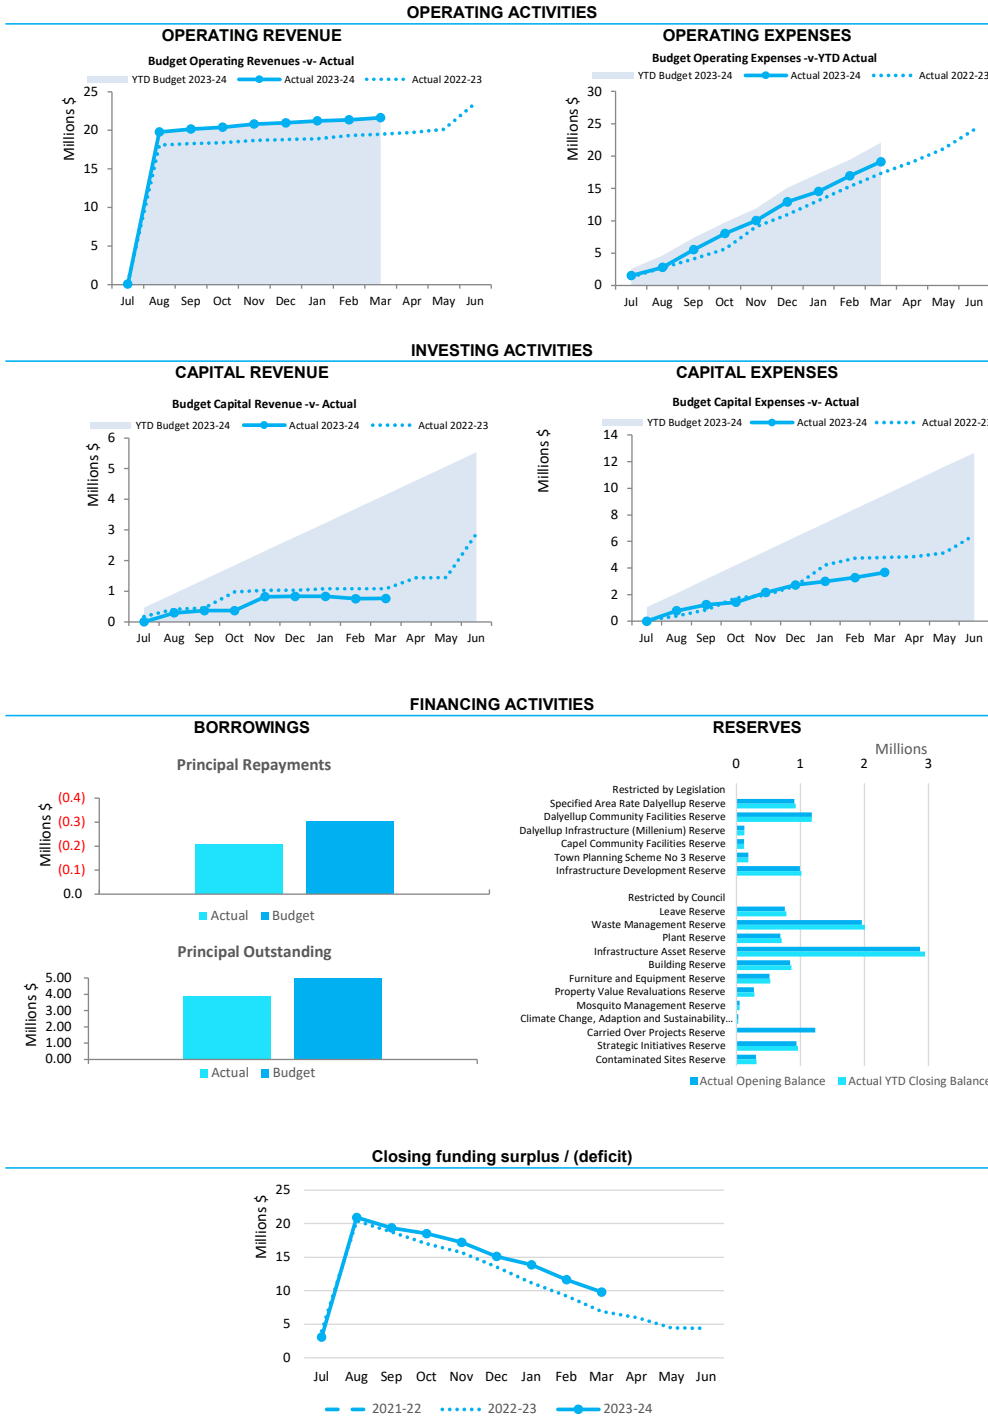 OPERATING ACTIVITIES
OPERATING REVENUE
Budget Operating Revenues -v- Actual
YTD Budget 2023-24 Actual 2023-24 Actual 2022-23
Millions $
25
20
15
10
5
0
Jul Aug Sep Oct Nov Dec Jan Feb Mar Apr May Jun
OPERATING EXPENSES
Budget Operating Expenses -v-YTD Actual
YTD Budget 2023-24 Actual 2023-24 Actual 2022-23
Millions $
30
25
20
15
10
5
0
Jul Aug Sep Oct Nov Dec Jan Feb Mar Apr May Jun
INVESTING ACTIVITIES
CAPITAL REVENUE
Budget Capital Revenue -v- Actual
YTD Budget 2023-24 Actual 2023-24 Actual 2022-23
Millions $
6
5
4
3
2
1
0
Jul Aug Sep Oct Nov Dec Jan Feb Mar Apr May Jun
CAPITAL EXPENSES
Budget Capital Expenses -v- Actual
YTD Budget 2023-24 Actual 2023-24 Actual 2022-23
Millions $
14
12
10
8
6
4
2
0
Jul Aug Sep Oct Nov Dec Jan Feb Mar Apr May Jun
FINANCING ACTIVITIES
BORROWINGS
Principal Repayments
Millions $
(0.4)
(0.3)
(0.2)
(0.1)
0.0
Actual Budget
Principal Outstanding
Millions $
5.00
4.00
3.00
2.00
1.00
0.00
Actual Budget
RESERVES
Millions
0 1 2 3
Restricted by Legislation
Specified Area Rate Dalyellup Reserve
Dalyellup Community Facilities Reserve
Dalyellup Infrastructure (Millenium) Reserve
Capel Community Facilities Reserve
Town Planning Scheme No 3 Reserve
Infrastructure Development Reserve
Restricted by Council
Leave Reserve
Waste Management Reserve
Plant Reserve
Infrastructure Asset Reserve
Building Reserve
Furniture and Equipment Reserve
Property Value Revaluations Reserve
Mosquito Management Reserve
Climate Change, Adaption and Sustainability...
Carried Over Projects Reserve
Strategic Initiatives Reserve
Contaminated Sites Reserve
Actual Opening Balance Actual YTD Closing Balance
Closing funding surplus / (deficit)
Millions $
25
20
15
10
5
0
Jul Aug Sep Oct Nov Dec Jan Feb Mar Apr May Jun
2021-22 2022-23 2023-24